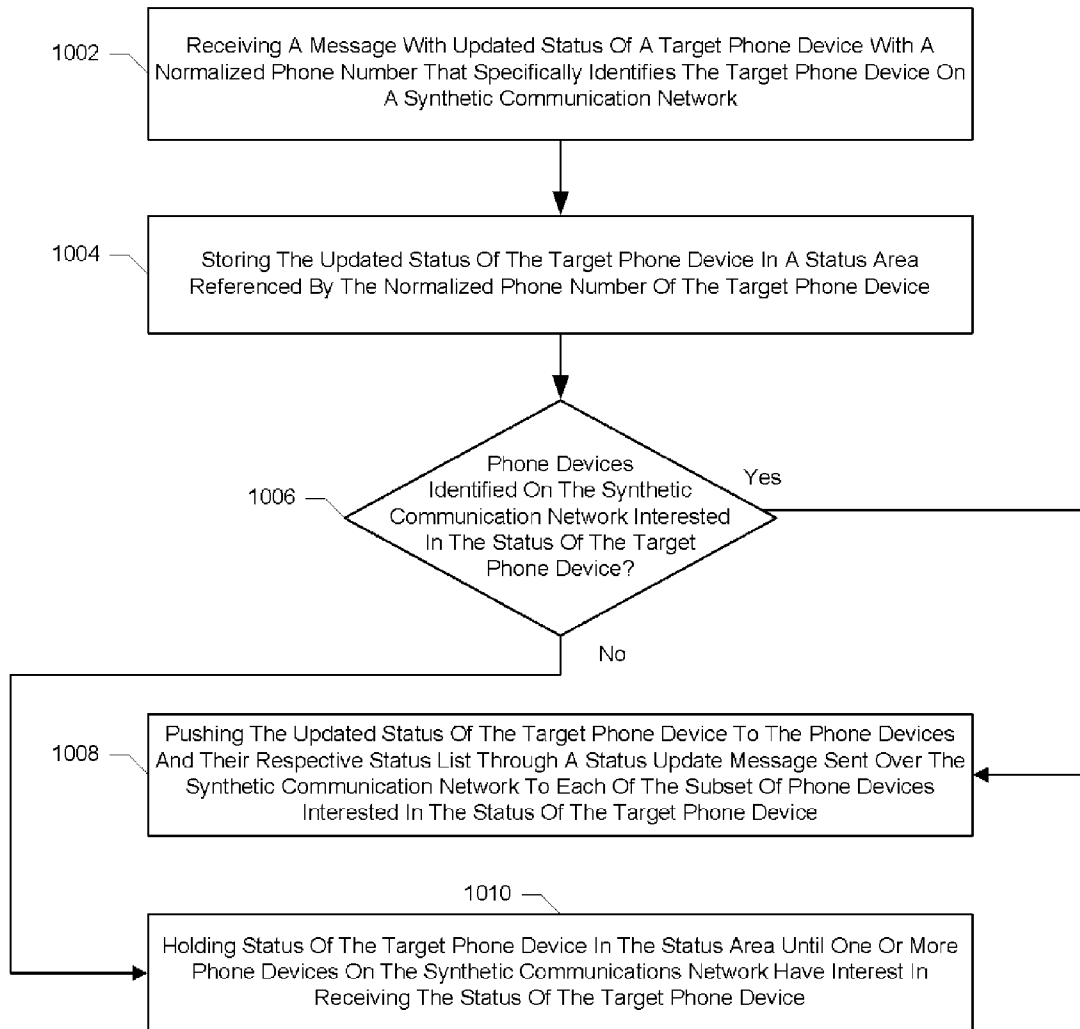 1002
Receiving A Message With Updated Status Of A Target Phone Device With A
Normalized Phone Number That Specifically Identifies The Target Phone Device On
A Synthetic Communication Network
1004
Storing The Updated Status Of The Target Phone Device In A Status Area
Referenced By The Normalized Phone Number Of The Target Phone Device
1006
Phone Devices
Identified On The Synthetic
Communication Network Interested
In The Status Of The Target
Phone Device?
Yes
No
1008
Pushing The Updated Status Of The Target Phone Device To The Phone Devices
And Their Respective Status List Through A Status Update Message Sent Over The
Synthetic Communication Network To Each Of The Subset Of Phone Devices
Interested In The Status Of The Target Phone Device
1010
Holding Status Of The Target Phone Device In The Status Area Until One Or More
Phone Devices On The Synthetic Communications Network Have Interest In
Receiving The Status Of The Target Phone Device